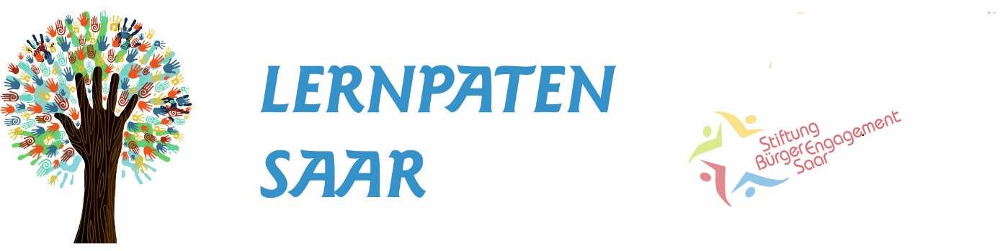 LERNPATEN
SAAR
Stiftung
BürgerEngagement
Saar